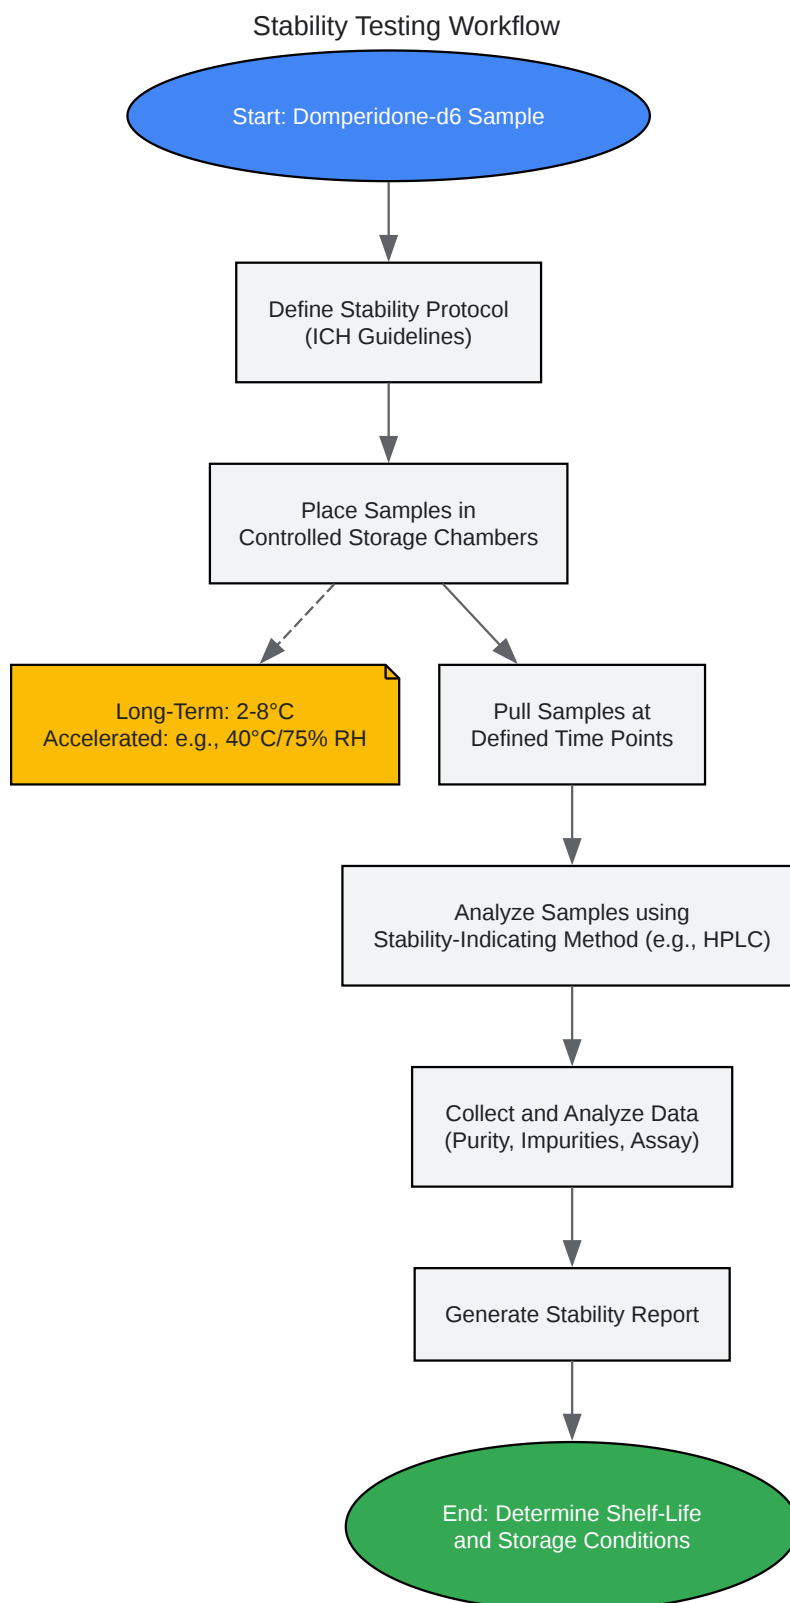 Stability Testing Workflow
Start: Domperidone-d6 Sample
Define Stability Protocol
(ICH Guidelines)
Place Samples in
Controlled Storage Chambers
Long-Term: 2-8°C
Accelerated: e.g., 40°C/75% RH
Pull Samples at
Defined Time Points
Analyze Samples using
Stability-Indicating Method (e.g., HPLC)
Collect and Analyze Data
(Purity, Impurities, Assay)
Generate Stability Report
End: Determine Shelf-Life
and Storage Conditions